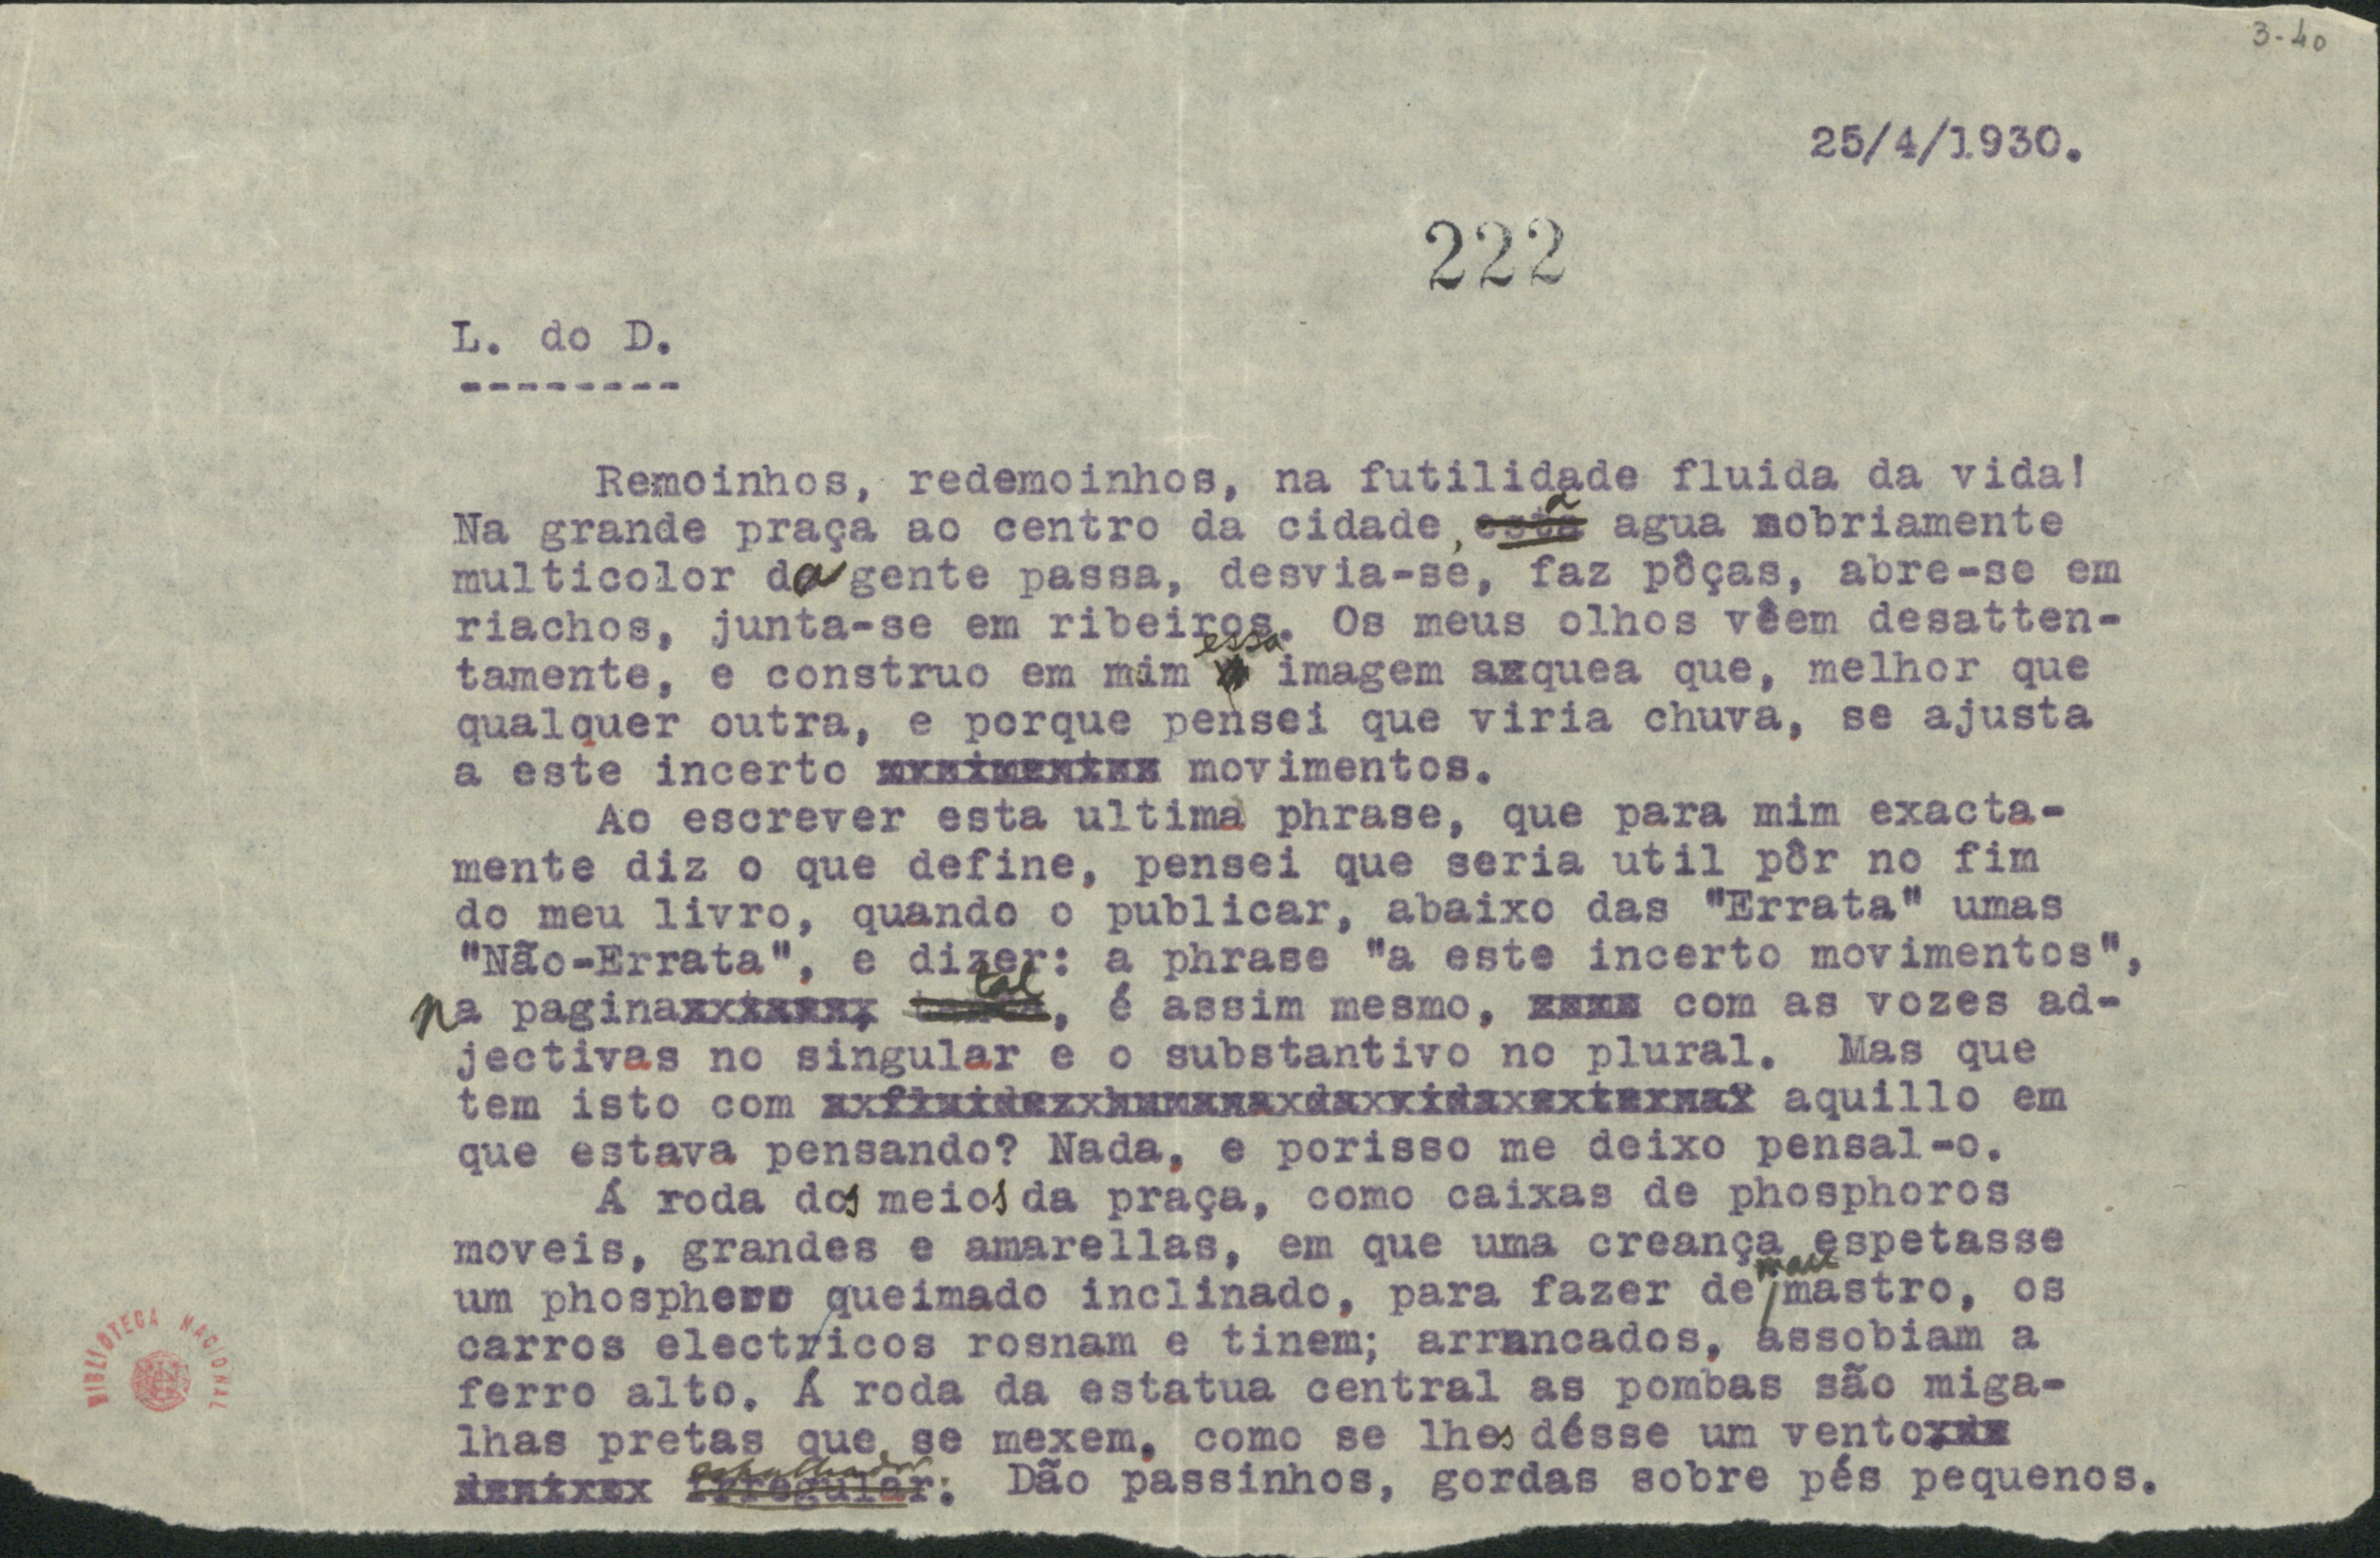 3-40
25/4/1930.
222
L. do D.
--------
Remoinhos, redemoinhos, na futilidade fluida da vida!
Na grande praça ao centro da cidade, a agua sobriamente
multicolor da gente passa, desvia-se, faz pôças, abre-se em
riachos, junta-se em ribeiros. Os meus olhos vêem desatten-
tamente, e construo em mim essa imagem aquea que, melhor que
qualquer outra, e porque pensei que viria chuva, se ajusta
a este incerto movimentos.
Ao escrever esta ultima phrase, que para mim exacta-
mente diz o que define, pensei que seria util pôr no fim
do meu livro, quando o publicar, abaixo das "Errata" umas
"Não-Errata", e dizer: a phrase "a este incerto movimentos",
na pagina tal, é assim mesmo, com as vozes ad-
jectivas no singular e o substantivo no plural. Mas que
tem isto com aquillo em
que estava pensando? Nada, e porisso me deixo pensal-o.
Á roda dos meios da praça, como caixas de phosphoros
moveis, grandes e amarellas, em que uma creança espetasse
um phosphoro queimado inclinado, para fazer de mau mastro, os
carros electricos rosnam e tinem; arrancados, assobiam a
ferro alto. Á roda da estatua central as pombas são miga-
lhas pretas que se mexem, como se lhes désse um vento
espalhador. Dão passinhos, gordas sobre pés pequenos.
BIBLIOTECA NACIONAL